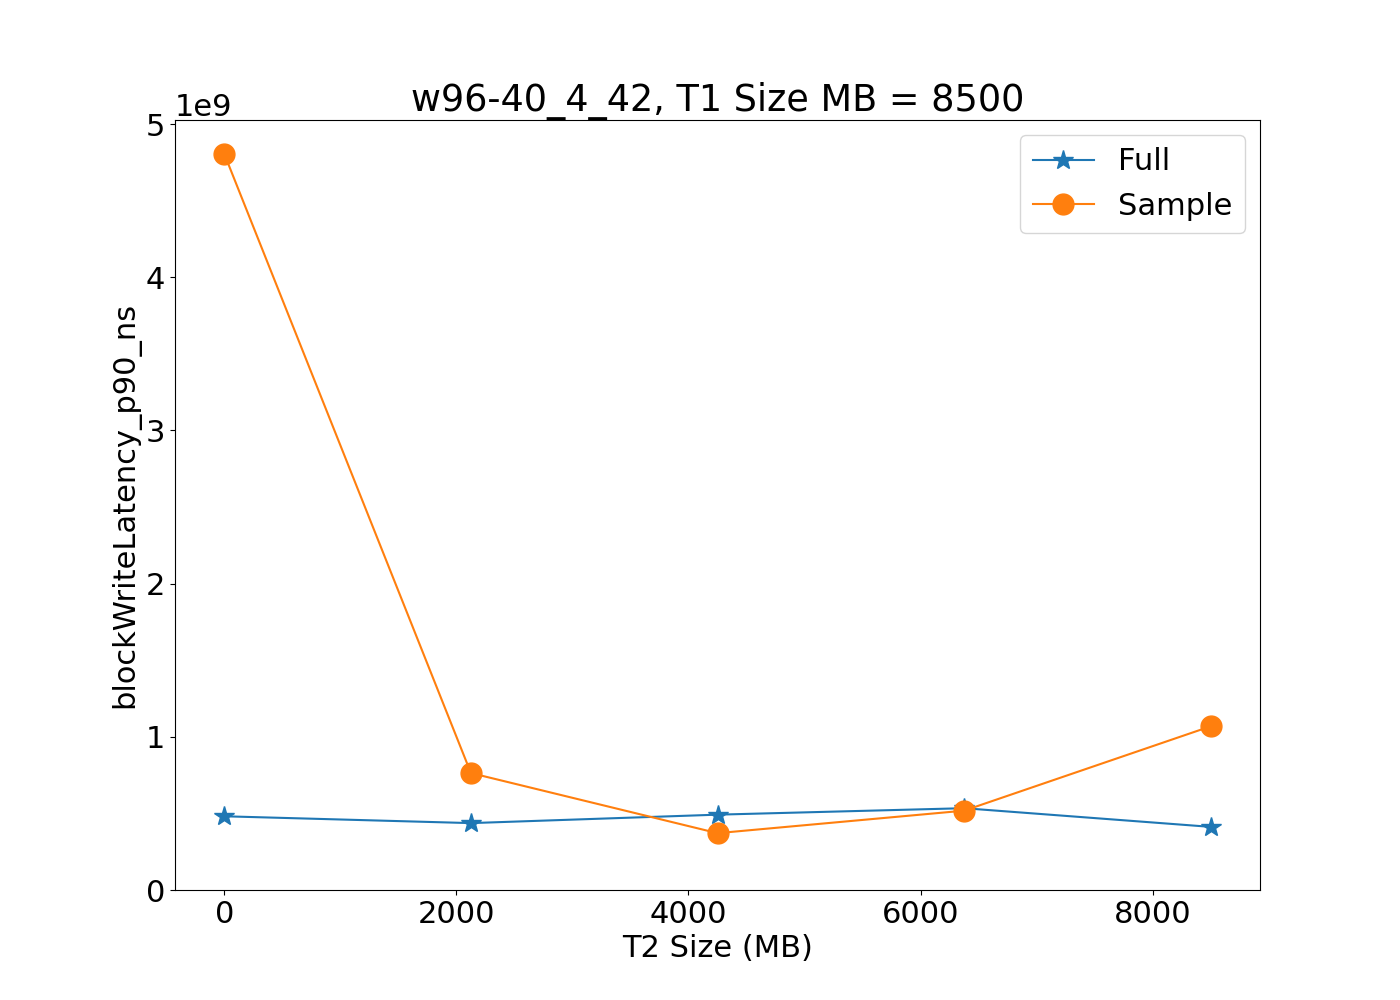 w96-40_4_42, T1 Size MB = 8500
1e9
5
4
3
2
1
0
blockWriteLatency_p90_ns
Full
Sample
0 2000 4000 6000 8000
T2 Size (MB)